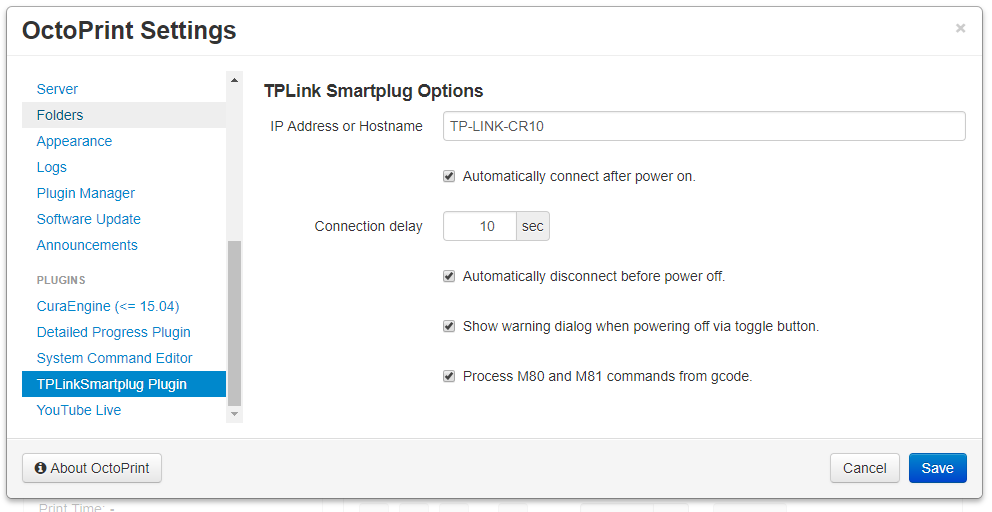 OctoPrint Settings
×
Server
Folders
Appearance
Logs
Plugin Manager
Software Update
Announcements
PLUGINS
CuraEngine (<= 15.04)
Detailed Progress Plugin
System Command Editor
TPLinkSmartplug Plugin
YouTube Live
TPLink Smartplug Options
IP Address or Hostname TP-LINK-CR10
Automatically connect after power on.
Connection delay 10 sec
Automatically disconnect before power off.
Show warning dialog when powering off via toggle button.
Process M80 and M81 commands from gcode.
About OctoPrint Cancel Save
Print Time: -